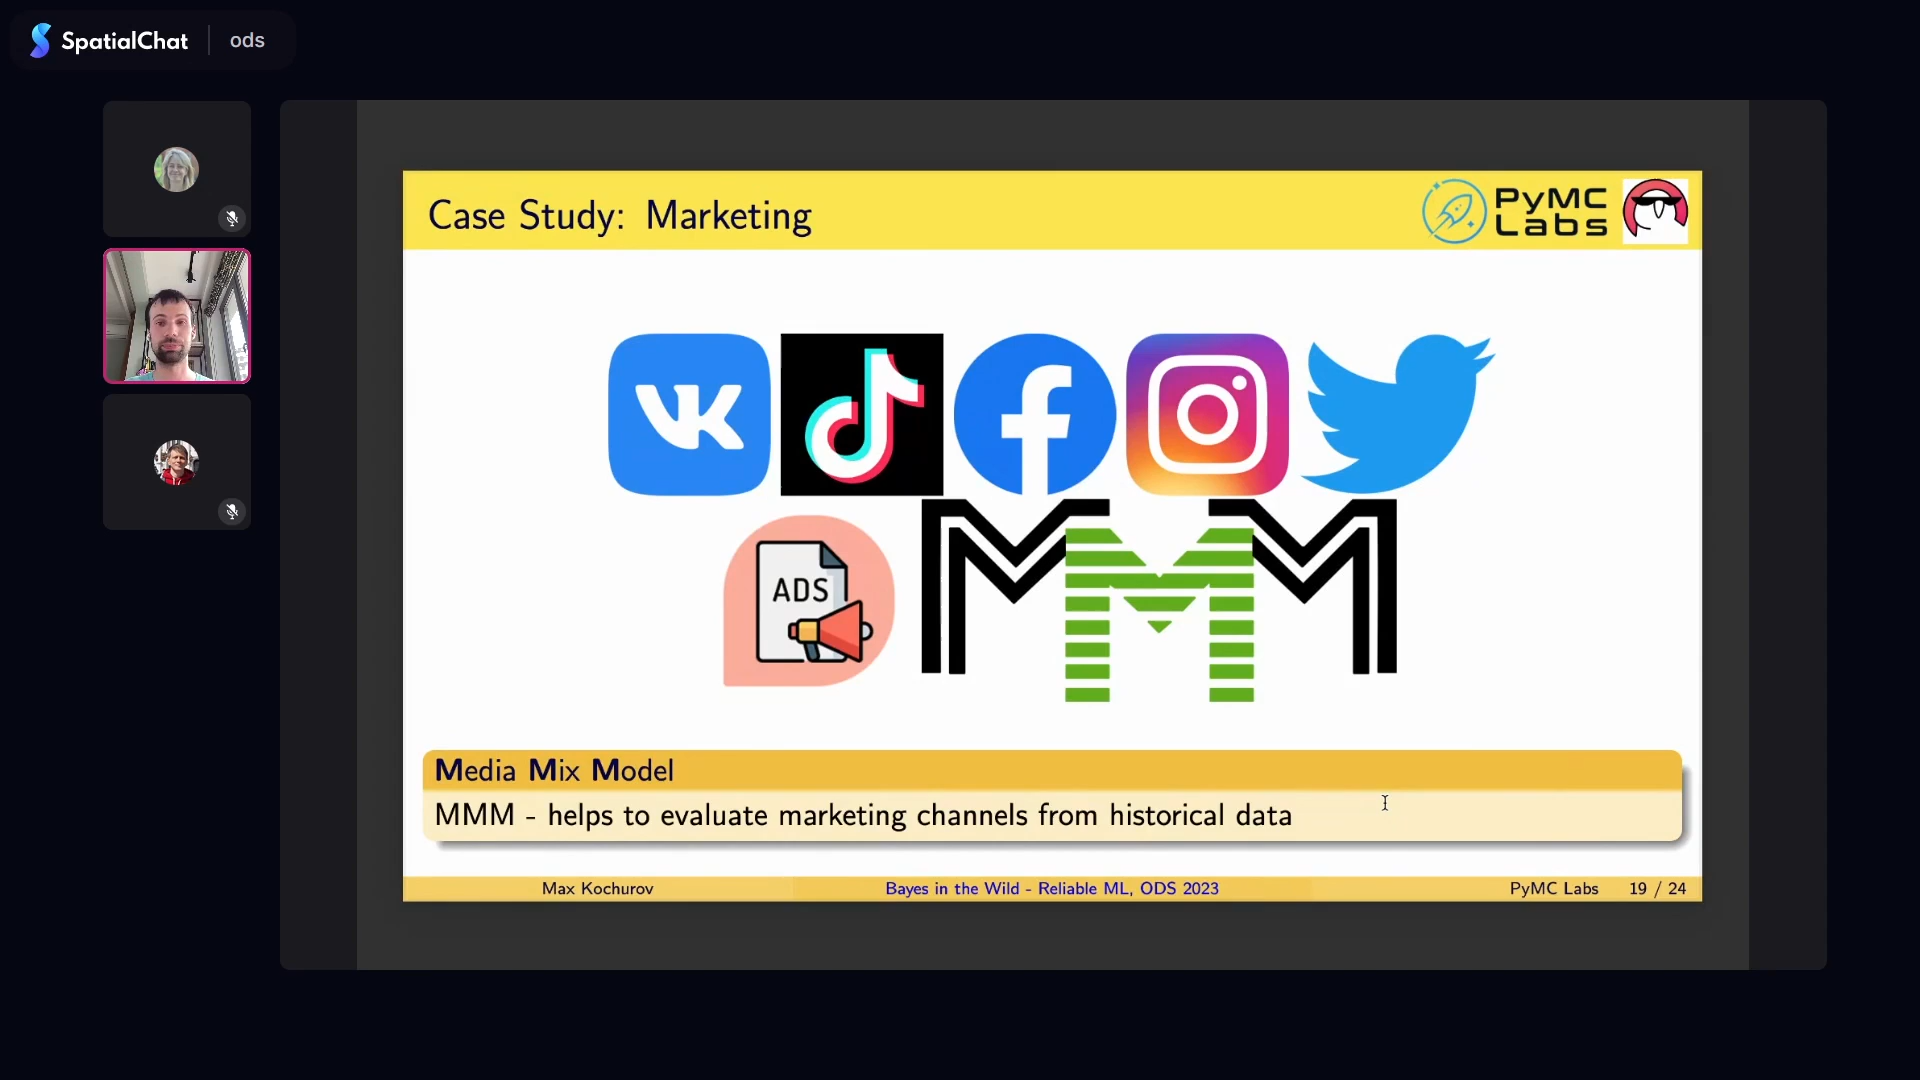 SpatialChat
ods
Case Study: Marketing
PyMC
Labs
ADS
MMM
Media Mix Model
MMM - helps to evaluate marketing channels from historical data
Max Kochurov
Bayes in the Wild - Reliable ML, ODS 2023
PyMC Labs
19 / 24